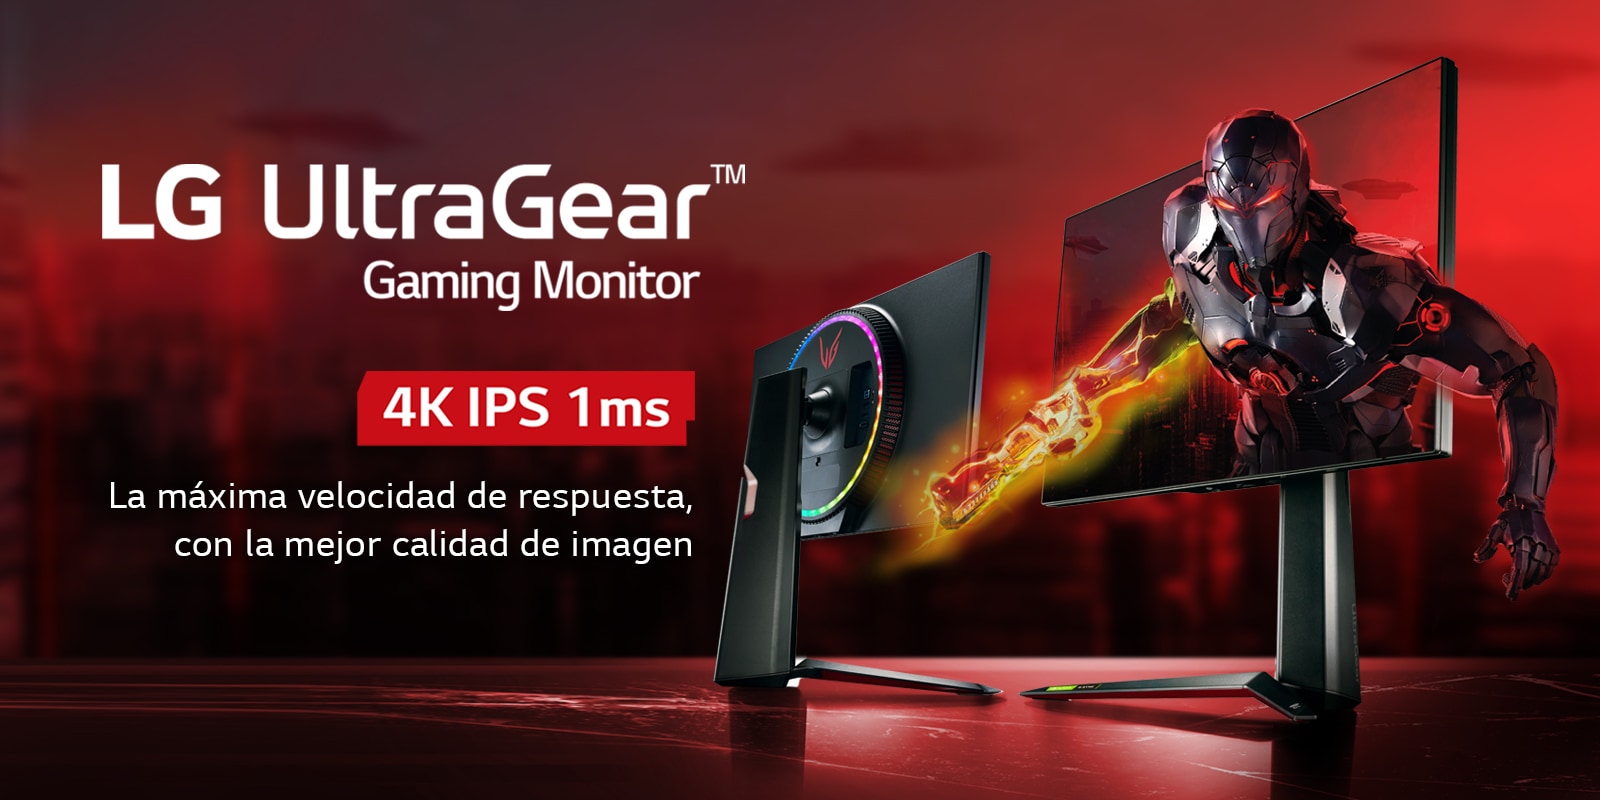 LG UltraGear™
Gaming Monitor
4K IPS 1ms
La máxima velocidad de respuesta,
con la mejor calidad de imagen